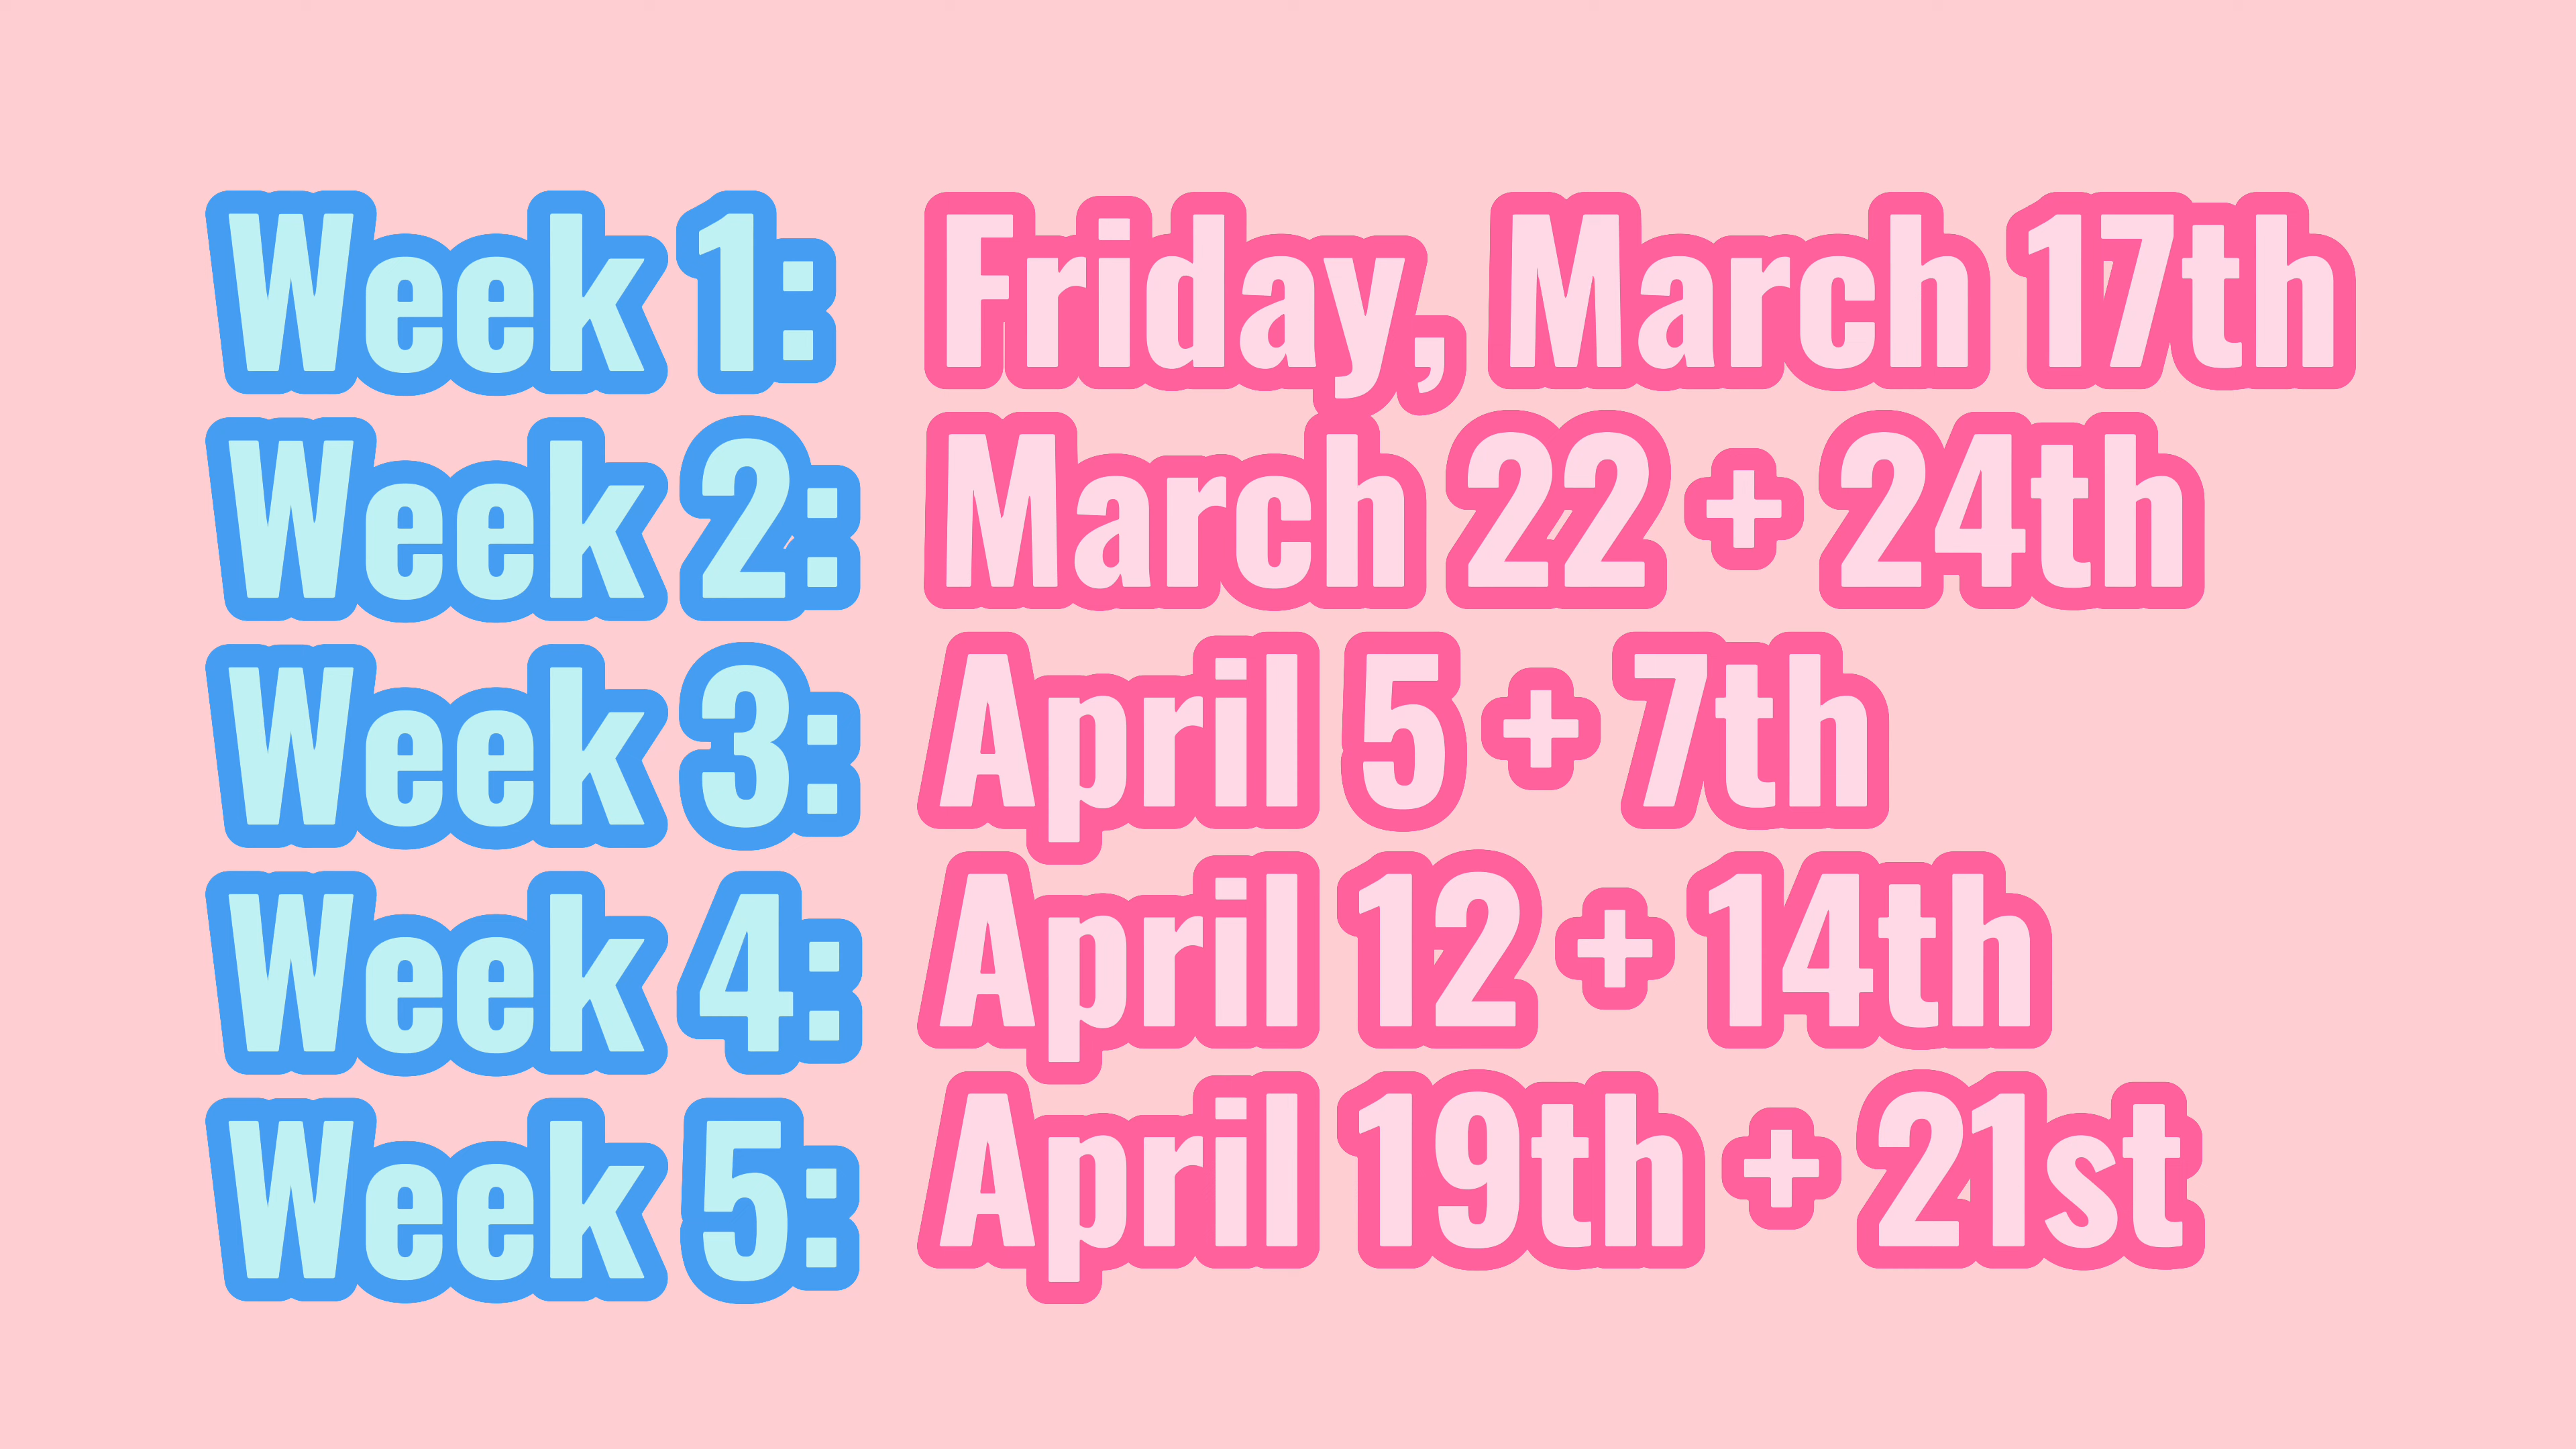 Week 1: Friday, March 17th
Week 2: March 22 + 24th
Week 3: April 5 + 7th
Week 4: April 12 + 14th
Week 5: April 19th + 21st